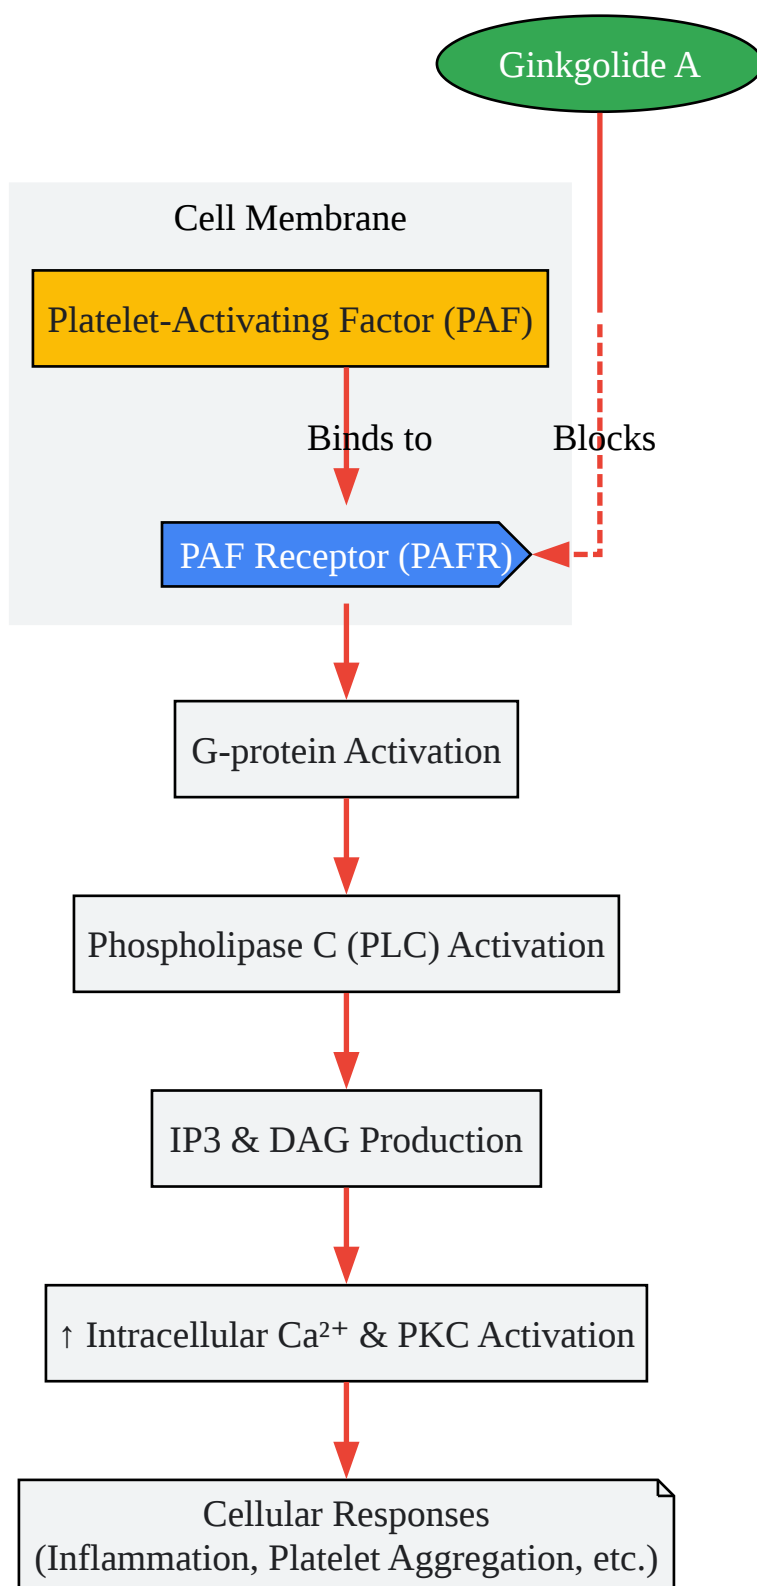 Ginkgolide A
Cell Membrane
Platelet-Activating Factor (PAF)
Binds to
Blocks
PAF Receptor (PAFR)
G-protein Activation
Phospholipase C (PLC) Activation
IP3 & DAG Production
↑ Intracellular Ca²⁺ & PKC Activation
Cellular Responses
(Inflammation, Platelet Aggregation, etc.)